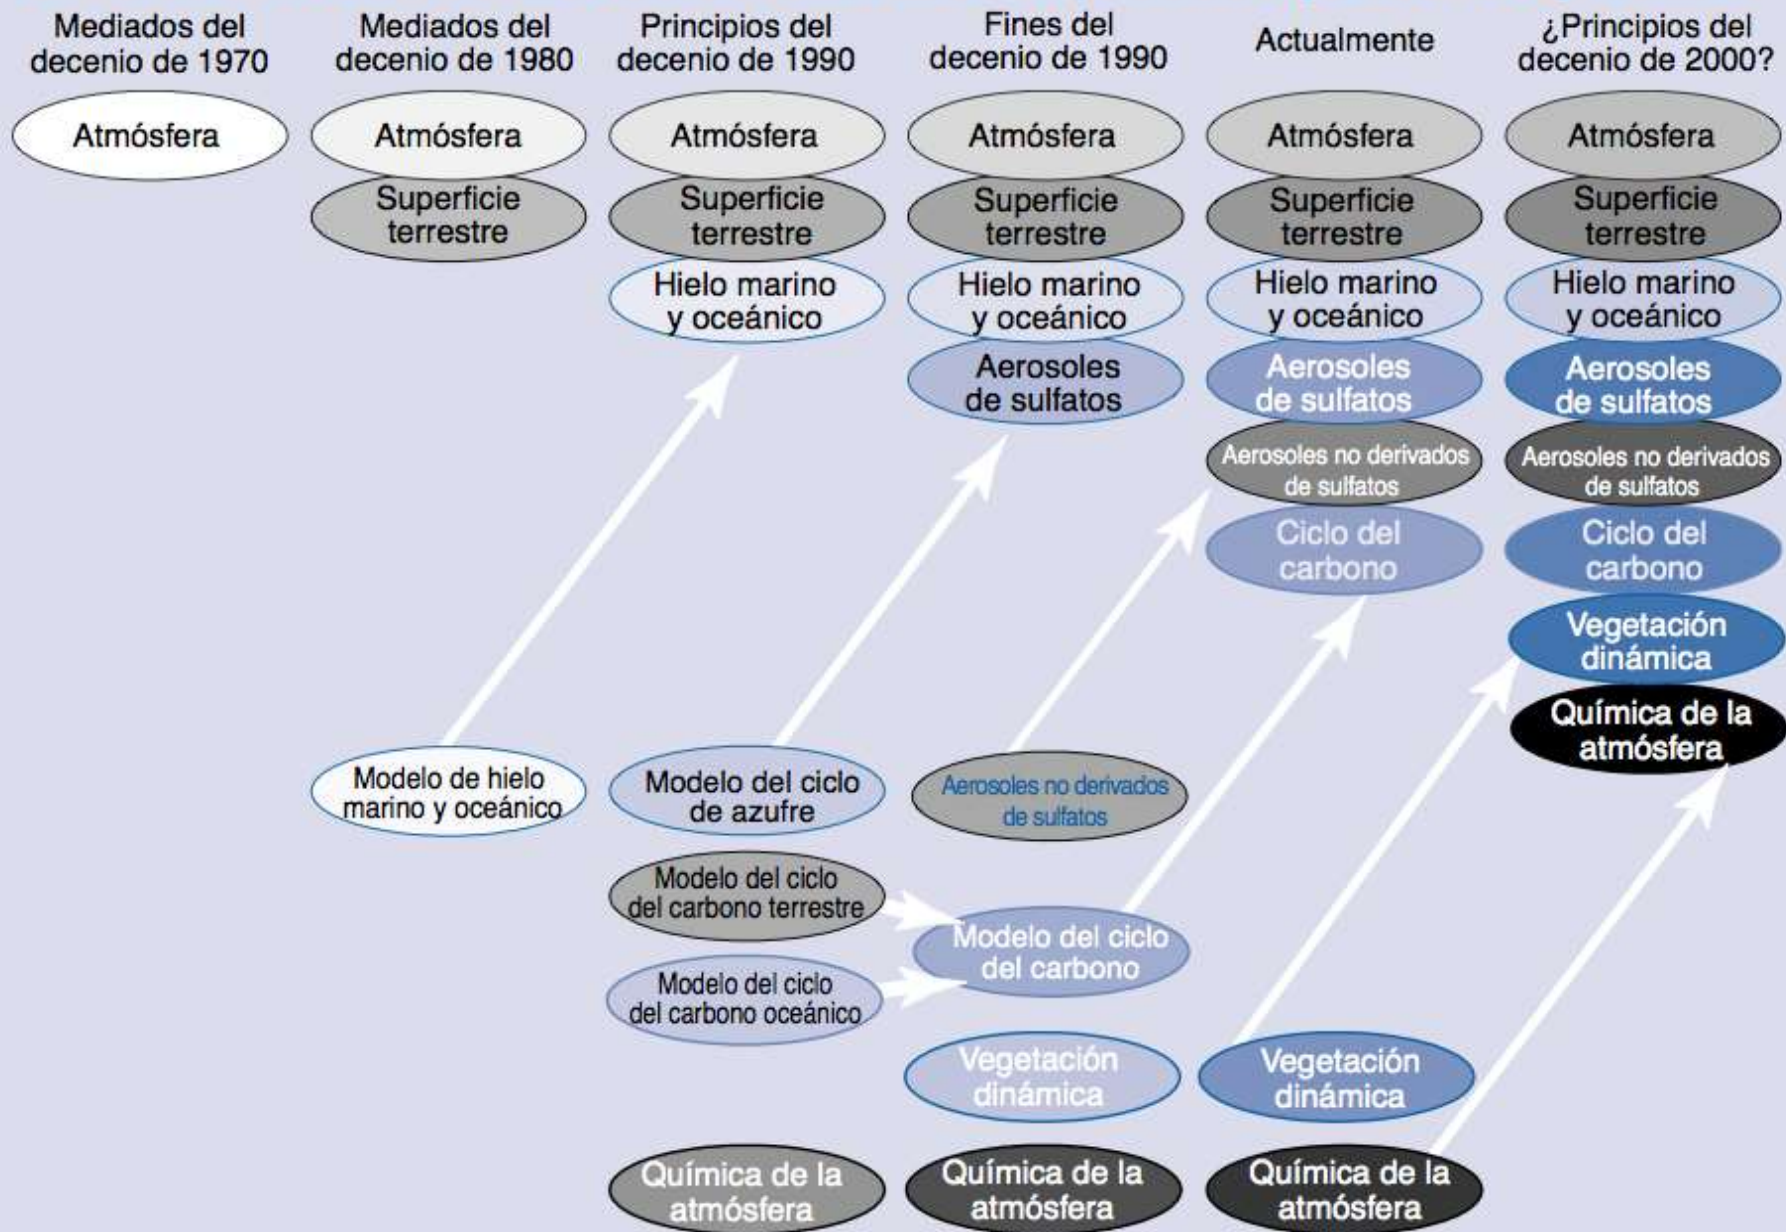 Mediados del
decenio de 1970
Mediados del
decenio de 1980
Principios del
decenio de 1990
Fines del
decenio de 1990
Actualmente
¿Principios del
decenio de 2000?
Atmósfera
Atmósfera
Atmósfera
Atmósfera
Atmósfera
Atmósfera
Superficie
terrestre
Superficie
terrestre
Superficie
terrestre
Superficie
terrestre
Superficie
terrestre
Hielo marino
y oceánico
Hielo marino
y oceánico
Hielo marino
y oceánico
Hielo marino
y oceánico
Aerosoles
de sulfatos
Aerosoles
de sulfatos
Aerosoles
de sulfatos
Aerosoles no derivados
de sulfatos
Aerosoles no derivados
de sulfatos
Ciclo del
carbono
Ciclo del
carbono
Vegetación
dinámica
Química de la
atmósfera
Modelo de hielo
marino y oceánico
Modelo del ciclo
de azufre
Aerosoles no derivados
de sulfatos
Modelo del ciclo
del carbono terrestre
Modelo del ciclo
del carbono
Modelo del ciclo
del carbono oceánico
Vegetación
dinámica
Vegetación
dinámica
Química de la
atmósfera
Química de la
atmósfera
Química de la
atmósfera